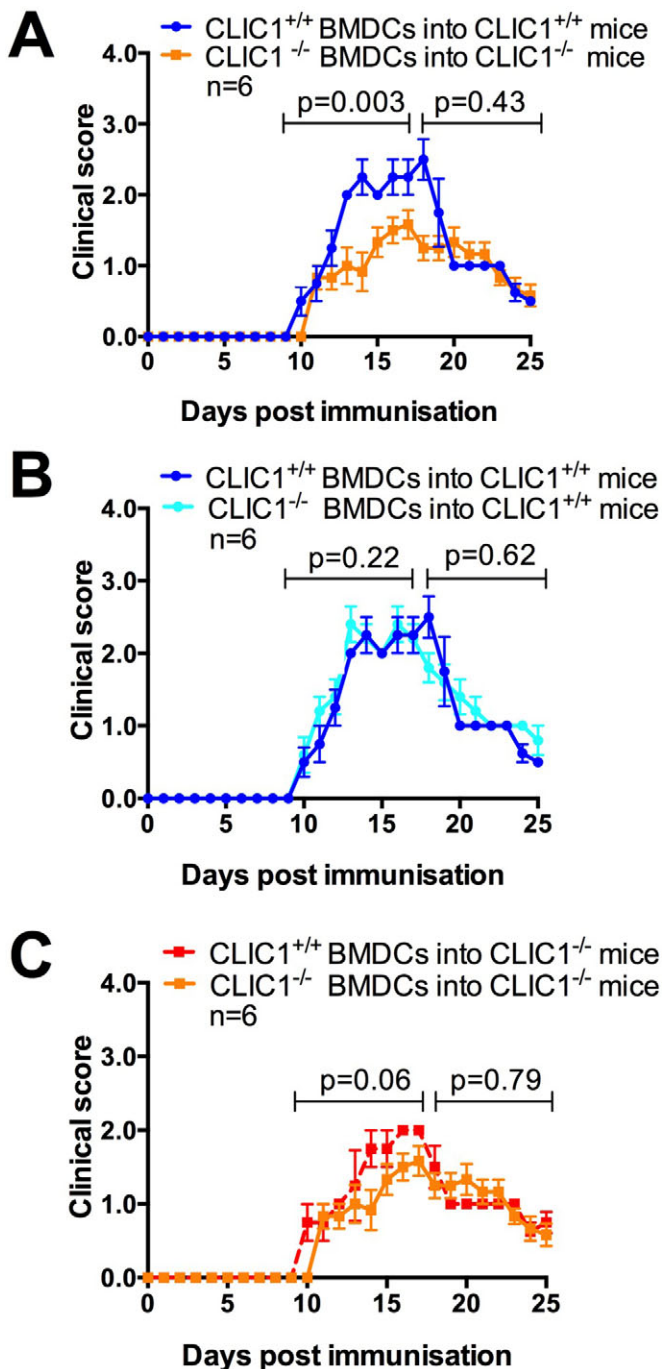 A
CLIC1+/+ BMDCs into CLIC1+/+ mice
CLIC1 -/- BMDCs into CLIC1-/- mice
n=6
p=0.003 p=0.43
4.0
3.0
2.0
1.0
0.0
Clinical score
0 5 10 15 20 25
Days post immunisation
B
CLIC1+/+ BMDCs into CLIC1+/+ mice
CLIC1-/- BMDCs into CLIC1+/+ mice
n=6
p=0.22 p=0.62
4.0
3.0
2.0
1.0
0.0
Clinical score
0 5 10 15 20 25
Days post immunisation
C
CLIC1+/+ BMDCs into CLIC1-/- mice
CLIC1-/- BMDCs into CLIC1-/- mice
n=6
p=0.06 p=0.79
4.0
3.0
2.0
1.0
0.0
Clinical score
0 5 10 15 20 25
Days post immunisation